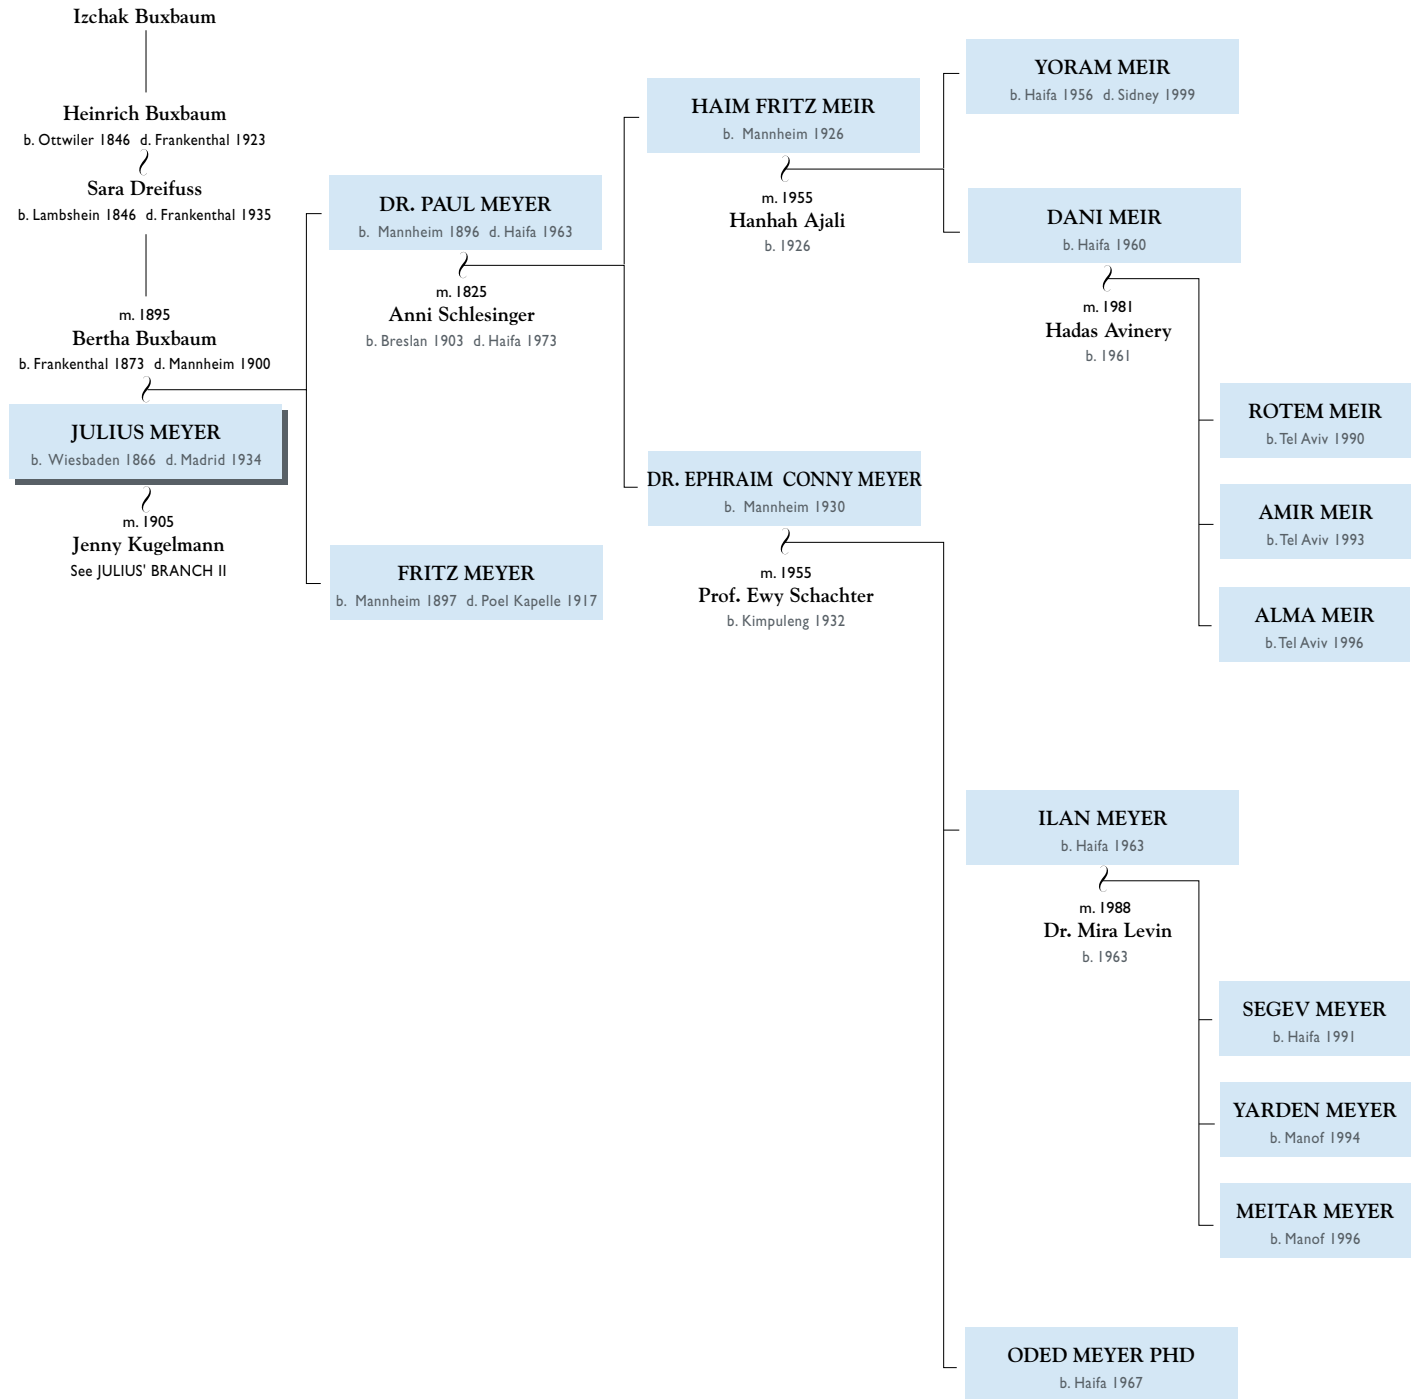 Izchak Buxbaum
Heinrich Buxbaum
b. Ottwiler 1846 d. Frankenthal 1923
Sara Dreifuss
b. Lambshein 1846 d. Frankenthal 1935
m. 1895
Bertha Buxbaum
b. Frankenthal 1873 d. Mannheim 1900
JULIUS MEYER
b. Wiesbaden 1866 d. Madrid 1934
m. 1905
Jenny Kugelmann
See JULIUS' BRANCH II
DR. PAUL MEYER
b. Mannheim 1896 d. Haifa 1963
m. 1825
Anni Schlesinger
b. Breslan 1903 d. Haifa 1973
FRITZ MEYER
b. Mannheim 1897 d. Poel Kapelle 1917
HAIM FRITZ MEIR
b. Mannheim 1926
m. 1955
Hanhah Ajali
b. 1926
DR. EPHRAIM CONNY MEYER
b. Mannheim 1930
m. 1955
Prof. Ewy Schachter
b. Kimpuleng 1932
YORAM MEIR
b. Haifa 1956 d. Sidney 1999
DANI MEIR
b. Haifa 1960
m. 1981
Hadas Avinery
b. 1961
ROTEM MEIR
b. Tel Aviv 1990
AMIR MEIR
b. Tel Aviv 1993
ALMA MEIR
b. Tel Aviv 1996
ILAN MEYER
b. Haifa 1963
m. 1988
Dr. Mira Levin
b. 1963
SEGEV MEYER
b. Haifa 1991
YARDEN MEYER
b. Manof 1994
MEITAR MEYER
b. Manof 1996
ODED MEYER PHD
b. Haifa 1967